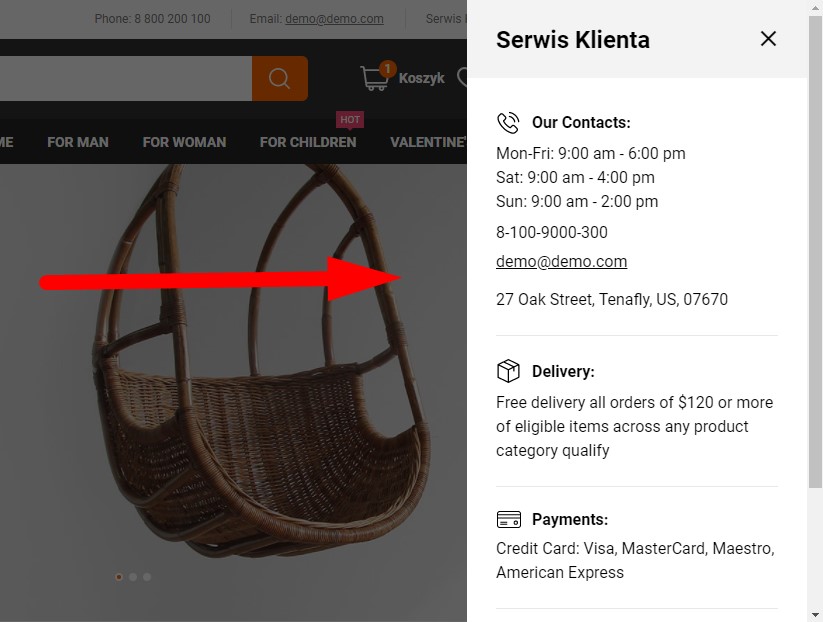 Phone: 8 800 200 100
Email: demo@demo.com
Serwis
Serwis Klienta
1
Koszyk
HOT
FOR MAN
FOR WOMAN
FOR CHILDREN
VALENTINE'
Our Contacts:
Mon-Fri: 9:00 am - 6:00 pm
Sat: 9:00 am - 4:00 pm
Sun: 9:00 am - 2:00 pm
8-100-9000-300
demo@demo.com
27 Oak Street, Tenafly, US, 07670
Delivery:
Free delivery all orders of $120 or more
of eligible items across any product
category qualify
Payments:
Credit Card: Visa, MasterCard, Maestro,
American Express